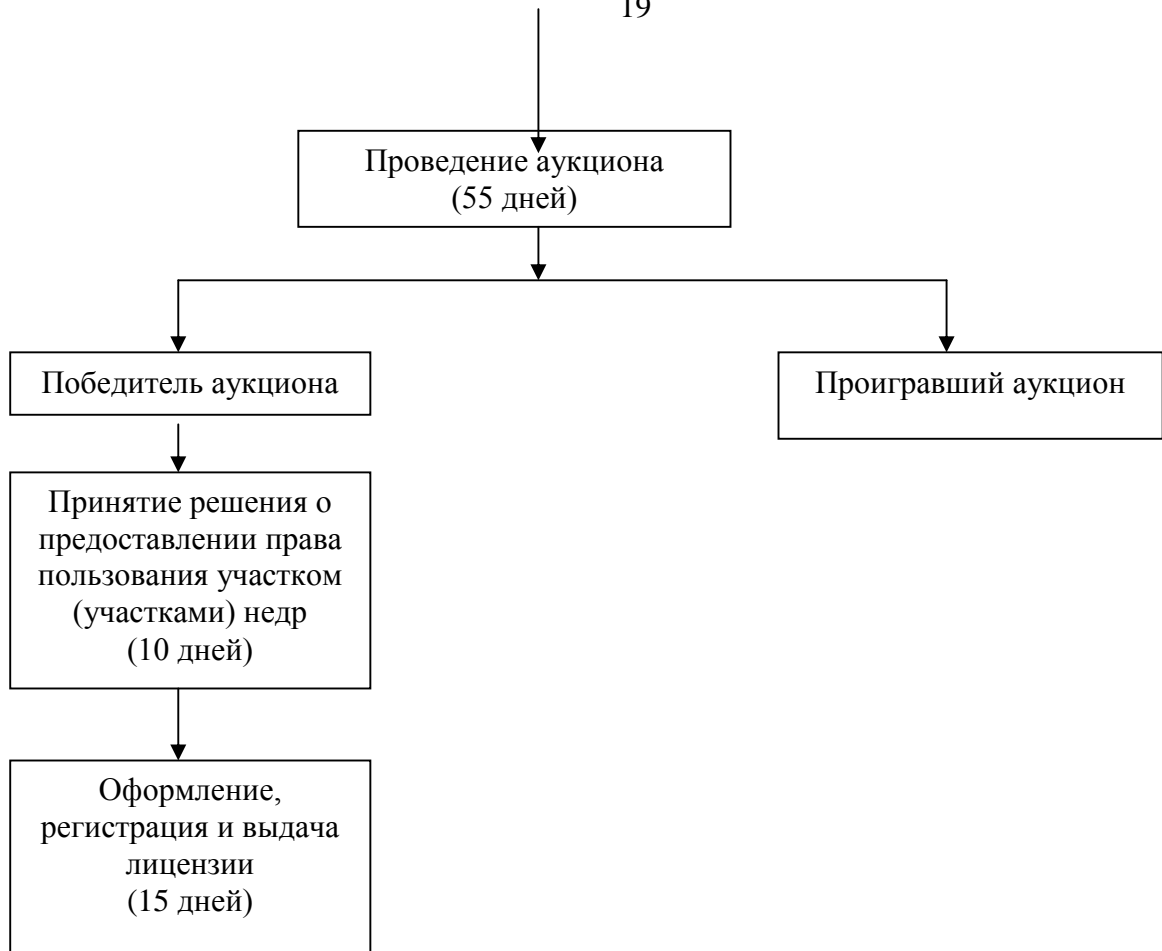 19
Проведение аукциона
(55 дней)
Победитель аукциона
Проигравший аукцион
Принятие решения о
предоставлении права
пользования участком
(участками) недр
(10 дней)
Оформление,
регистрация и выдача
лицензии
(15 дней)